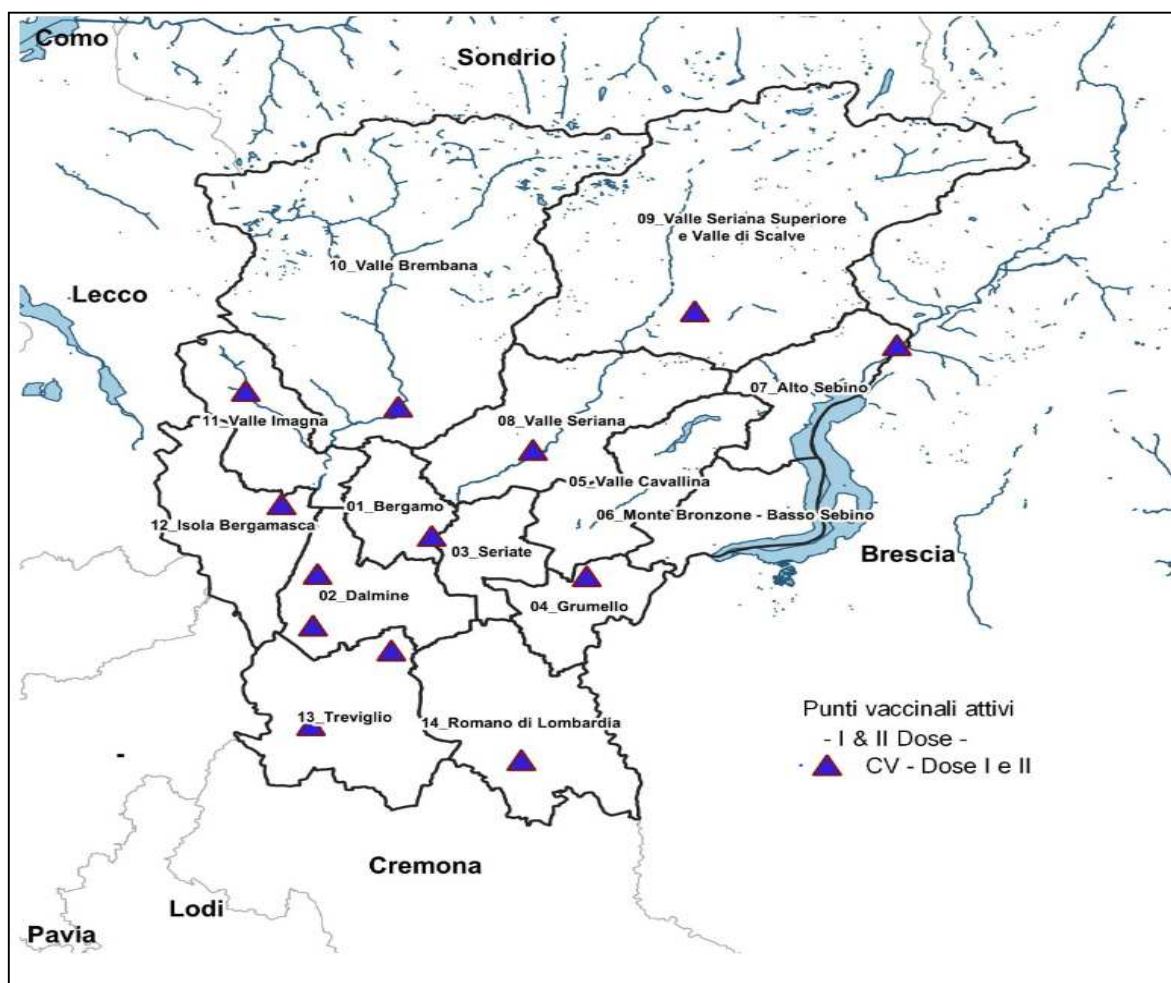 Como
Sondrio
09_Valle Seriana Superiore
e Valle di Scalve
10_Valle Brembana
Lecco
07_Alto Sebino
11_Valle Imagna
08_Valle Seriana
05_Valle Cavallina
01_Bergamo
06_Monte Bronzone - Basso Sebino
12_Isola Bergamasca
03_Seriate
Brescia
02_Dalmine
04_Grumello
13_Treviglio
14_Romano di Lombardia
Punti vaccinali attivi
- I & II Dose -
CV - Dose I e II
Cremona
Lodi
Pavia